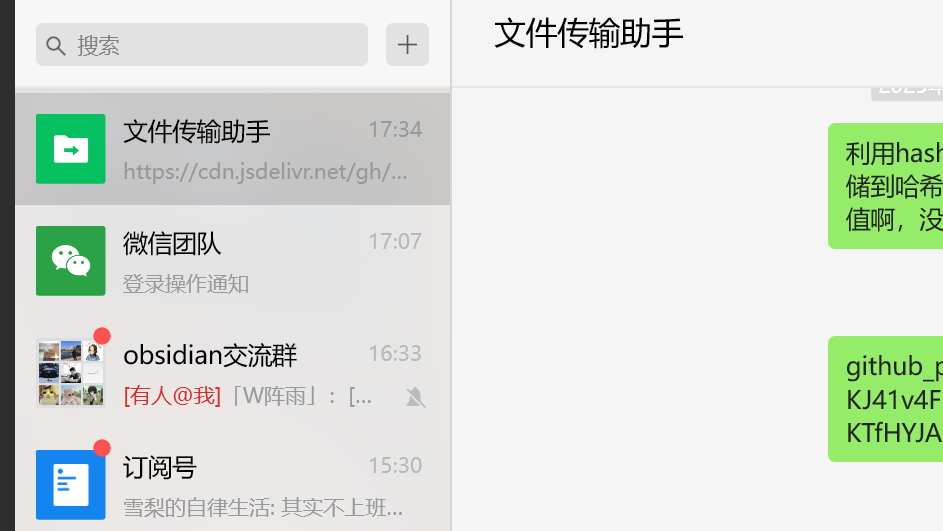 搜索
文件传输助手
文件传输助手
17:34
https://cdn.jsdelivr.net/gh/...
微信团队
17:07
登录操作通知
obsidian交流群
16:33
[有人@我]「W阵雨」: [...
订阅号
15:30
雪梨的自律生活: 其实不上班...
利用hash
储到哈希
值啊，没
github_p
KJ41v4F
KTfHYJA